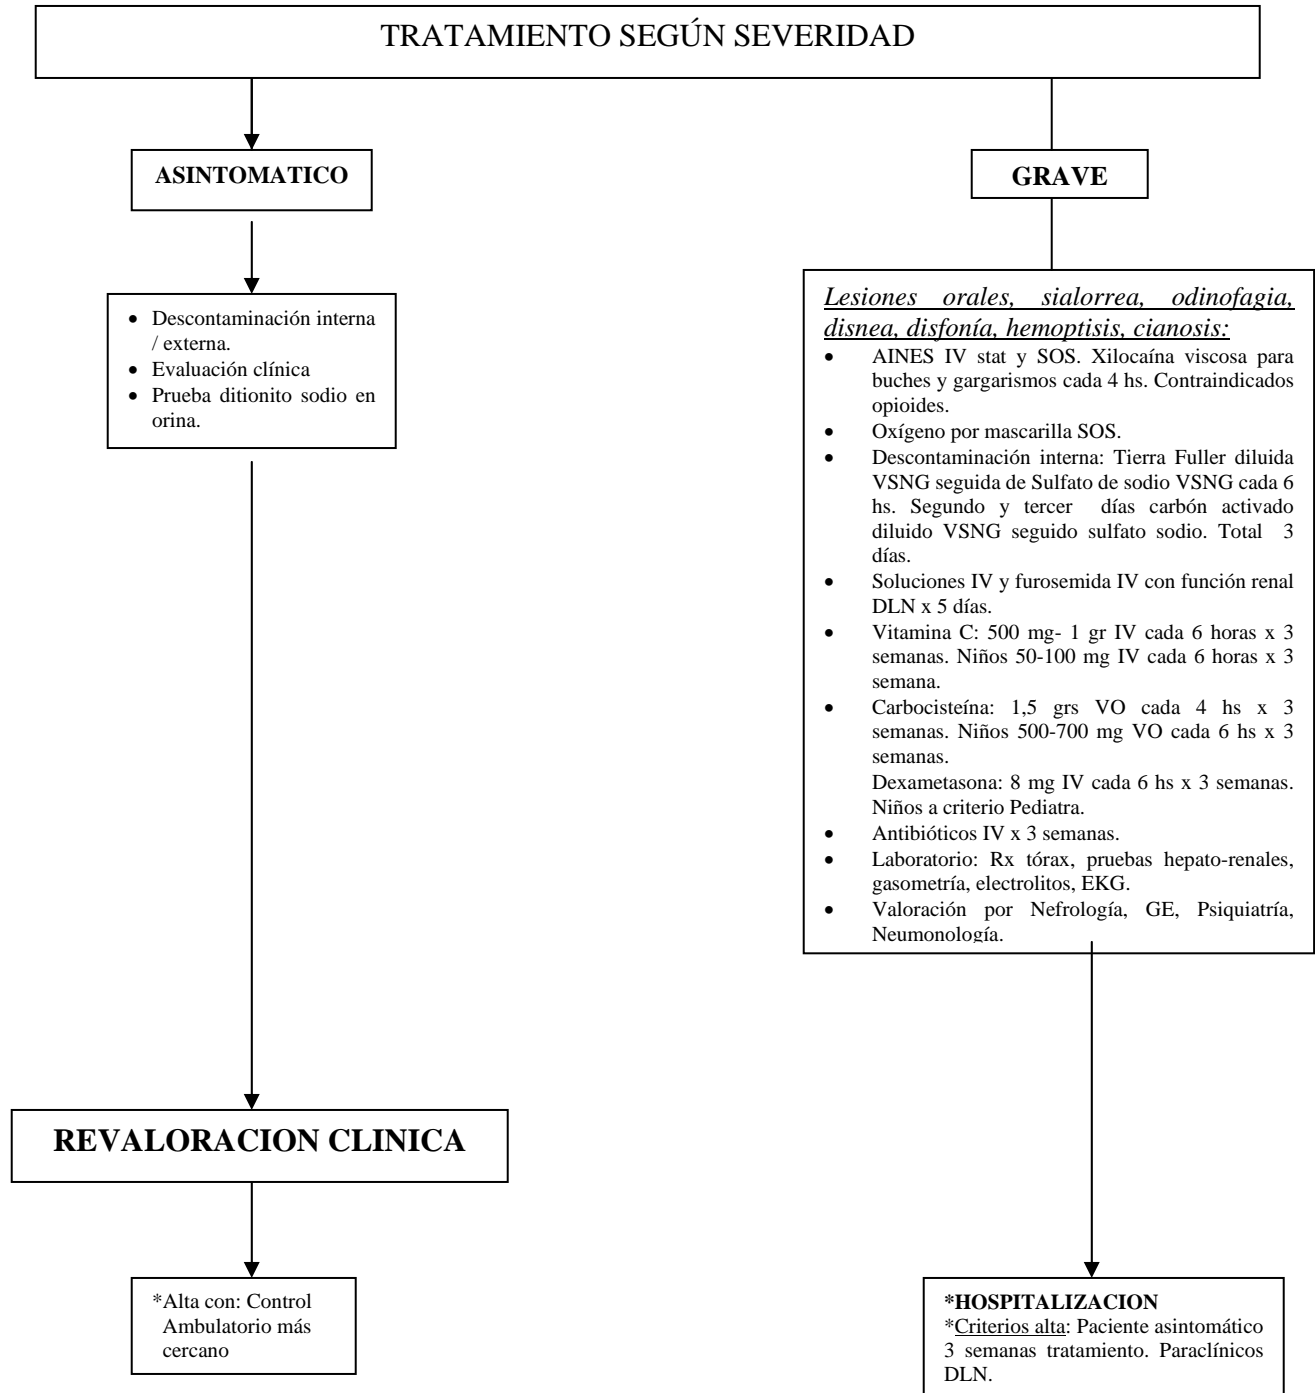 TRATAMIENTO SEGÚN SEVERIDAD
ASINTOMATICO
• Descontaminación interna
/ externa.
• Evaluación clínica
• Prueba ditionito sodio en
orina.
REVALORACION CLINICA
*Alta con: Control
Ambulatorio más
cercano
GRAVE
Lesiones orales, sialorrea, odinofagia,
disnea, disfonía, hemoptisis, cianosis:
• AINES IV stat y SOS. Xilocaína viscosa para
buches y gargarismos cada 4 hs. Contraindicados
opioides.
• Oxígeno por mascarilla SOS.
• Descontaminación interna: Tierra Fuller diluida
VSNG seguida de Sulfato de sodio VSNG cada 6
hs. Segundo y tercer días carbón activado
diluido VSNG seguido sulfato sodio. Total 3
días.
• Soluciones IV y furosemida IV con función renal
DLN x 5 días.
• Vitamina C: 500 mg- 1 gr IV cada 6 horas x 3
semanas. Niños 50-100 mg IV cada 6 horas x 3
semana.
• Carbocisteína: 1,5 grs VO cada 4 hs x 3
semanas. Niños 500-700 mg VO cada 6 hs x 3
semanas.
Dexametasona: 8 mg IV cada 6 hs x 3 semanas.
Niños a criterio Pediatra.
• Antibióticos IV x 3 semanas.
• Laboratorio: Rx tórax, pruebas hepato-renales,
gasometría, electrolitos, EKG.
• Valoración por Nefrología, GE, Psiquiatría,
Neumonología.
*HOSPITALIZACION
*Criterios alta: Paciente asintomático
3 semanas tratamiento. Paraclínicos
DLN.